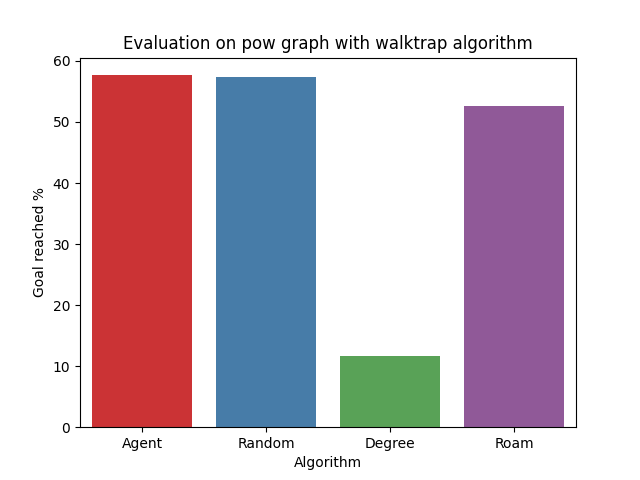 Evaluation on pow graph with walktrap algorithm
60
50
40
30
20
10
0
Goal reached %
Agent Random Degree Roam
Algorithm